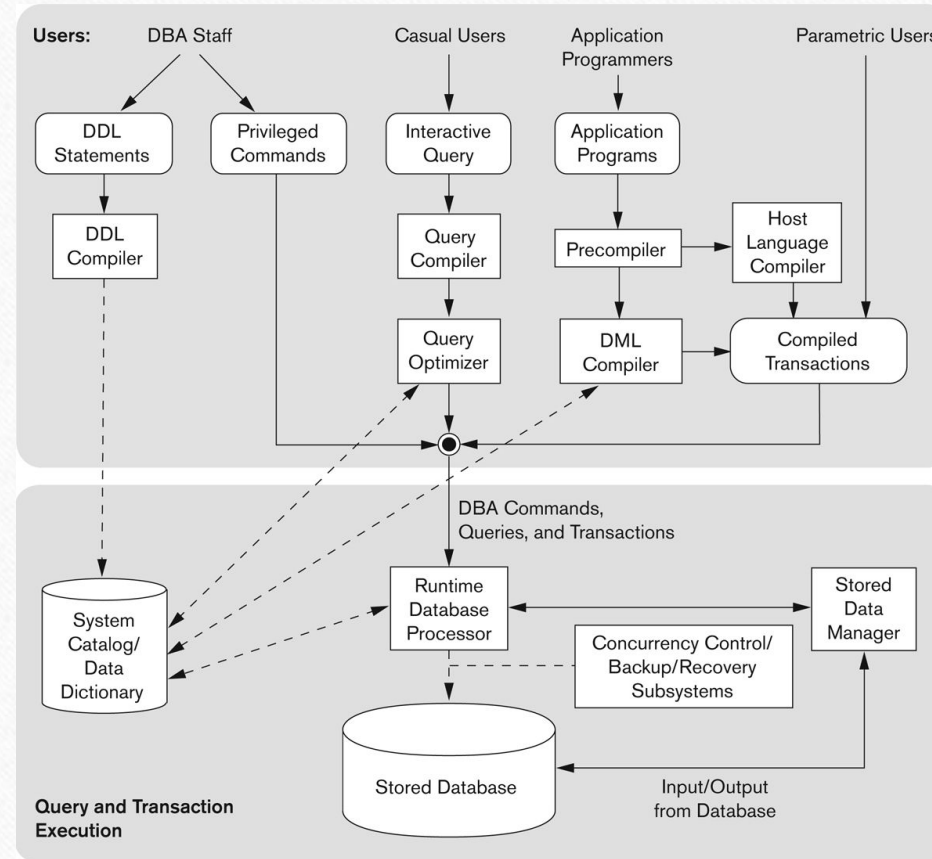 Users:
DBA Staff
Casual Users
Application
Programmers
Parametric Users
DDL
Statements
Privileged
Commands
Interactive
Query
Application
Programs
DDL
Compiler
Query
Compiler
Precompiler
Host
Language
Compiler
Query
Optimizer
DML
Compiler
Compiled
Transactions
DBA Commands,
Queries, and Transactions
System
Catalog/
Data
Dictionary
Runtime
Database
Processor
Stored
Data
Manager
Concurrency Control/
Backup/Recovery
Subsystems
Stored Database
Input/Output
from Database
Query and Transaction
Execution